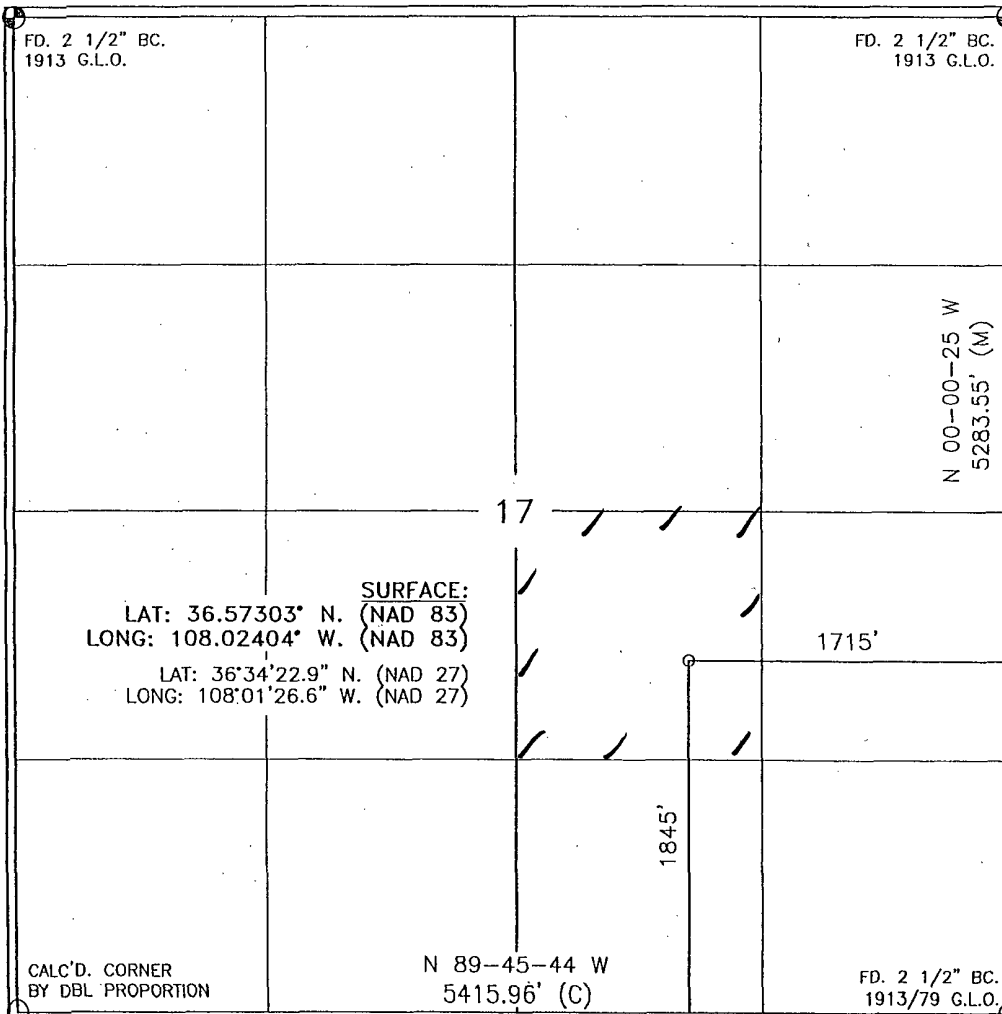 FD. 2 1/2" BC.
1913 G.L.O.
FD. 2 1/2" BC.
1913 G.L.O.
N 00-00-25 W
5283.55' (M)
17
SURFACE:
LAT: 36.57303° N. (NAD 83)
LONG: 108.02404° W. (NAD 83)
LAT: 36°34'22.9" N. (NAD 27)
LONG: 108°01'26.6" W. (NAD 27)
1715'
1845'
CALC'D. CORNER
BY DBL PROPORTION
N 89-45-44 W
5415.96' (C)
FD. 2 1/2" BC.
1913/79 G.L.O.